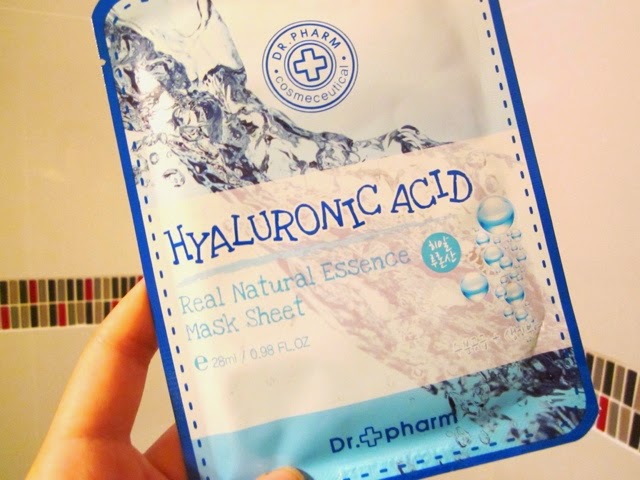 DR. PHARM
cosmeceutical
HYALURONIC ACID
Real Natural Essence
Mask Sheet
히알
루론산
e 28ml / 0.98 FL.OZ
Dr. pharm